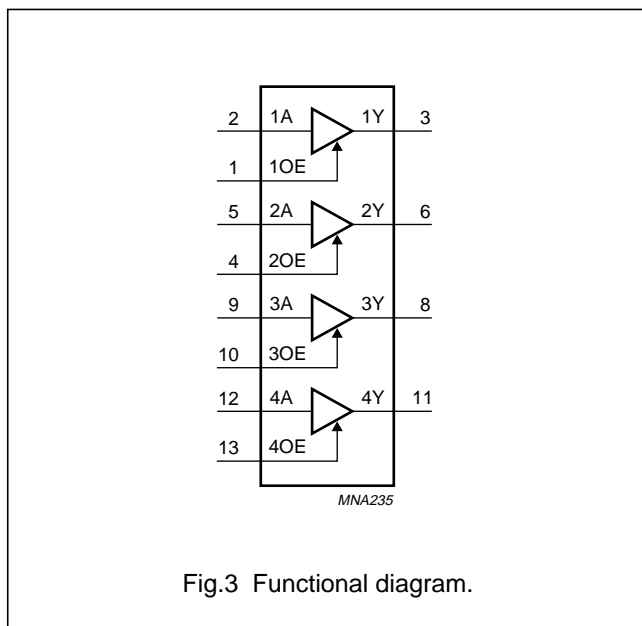 2 1A 1Y 3
1 1OE
5 2A 2Y 6
4 2OE
9 3A 3Y 8
10 3OE
12 4A 4Y 11
13 4OE
MNA235
Fig.3 Functional diagram.